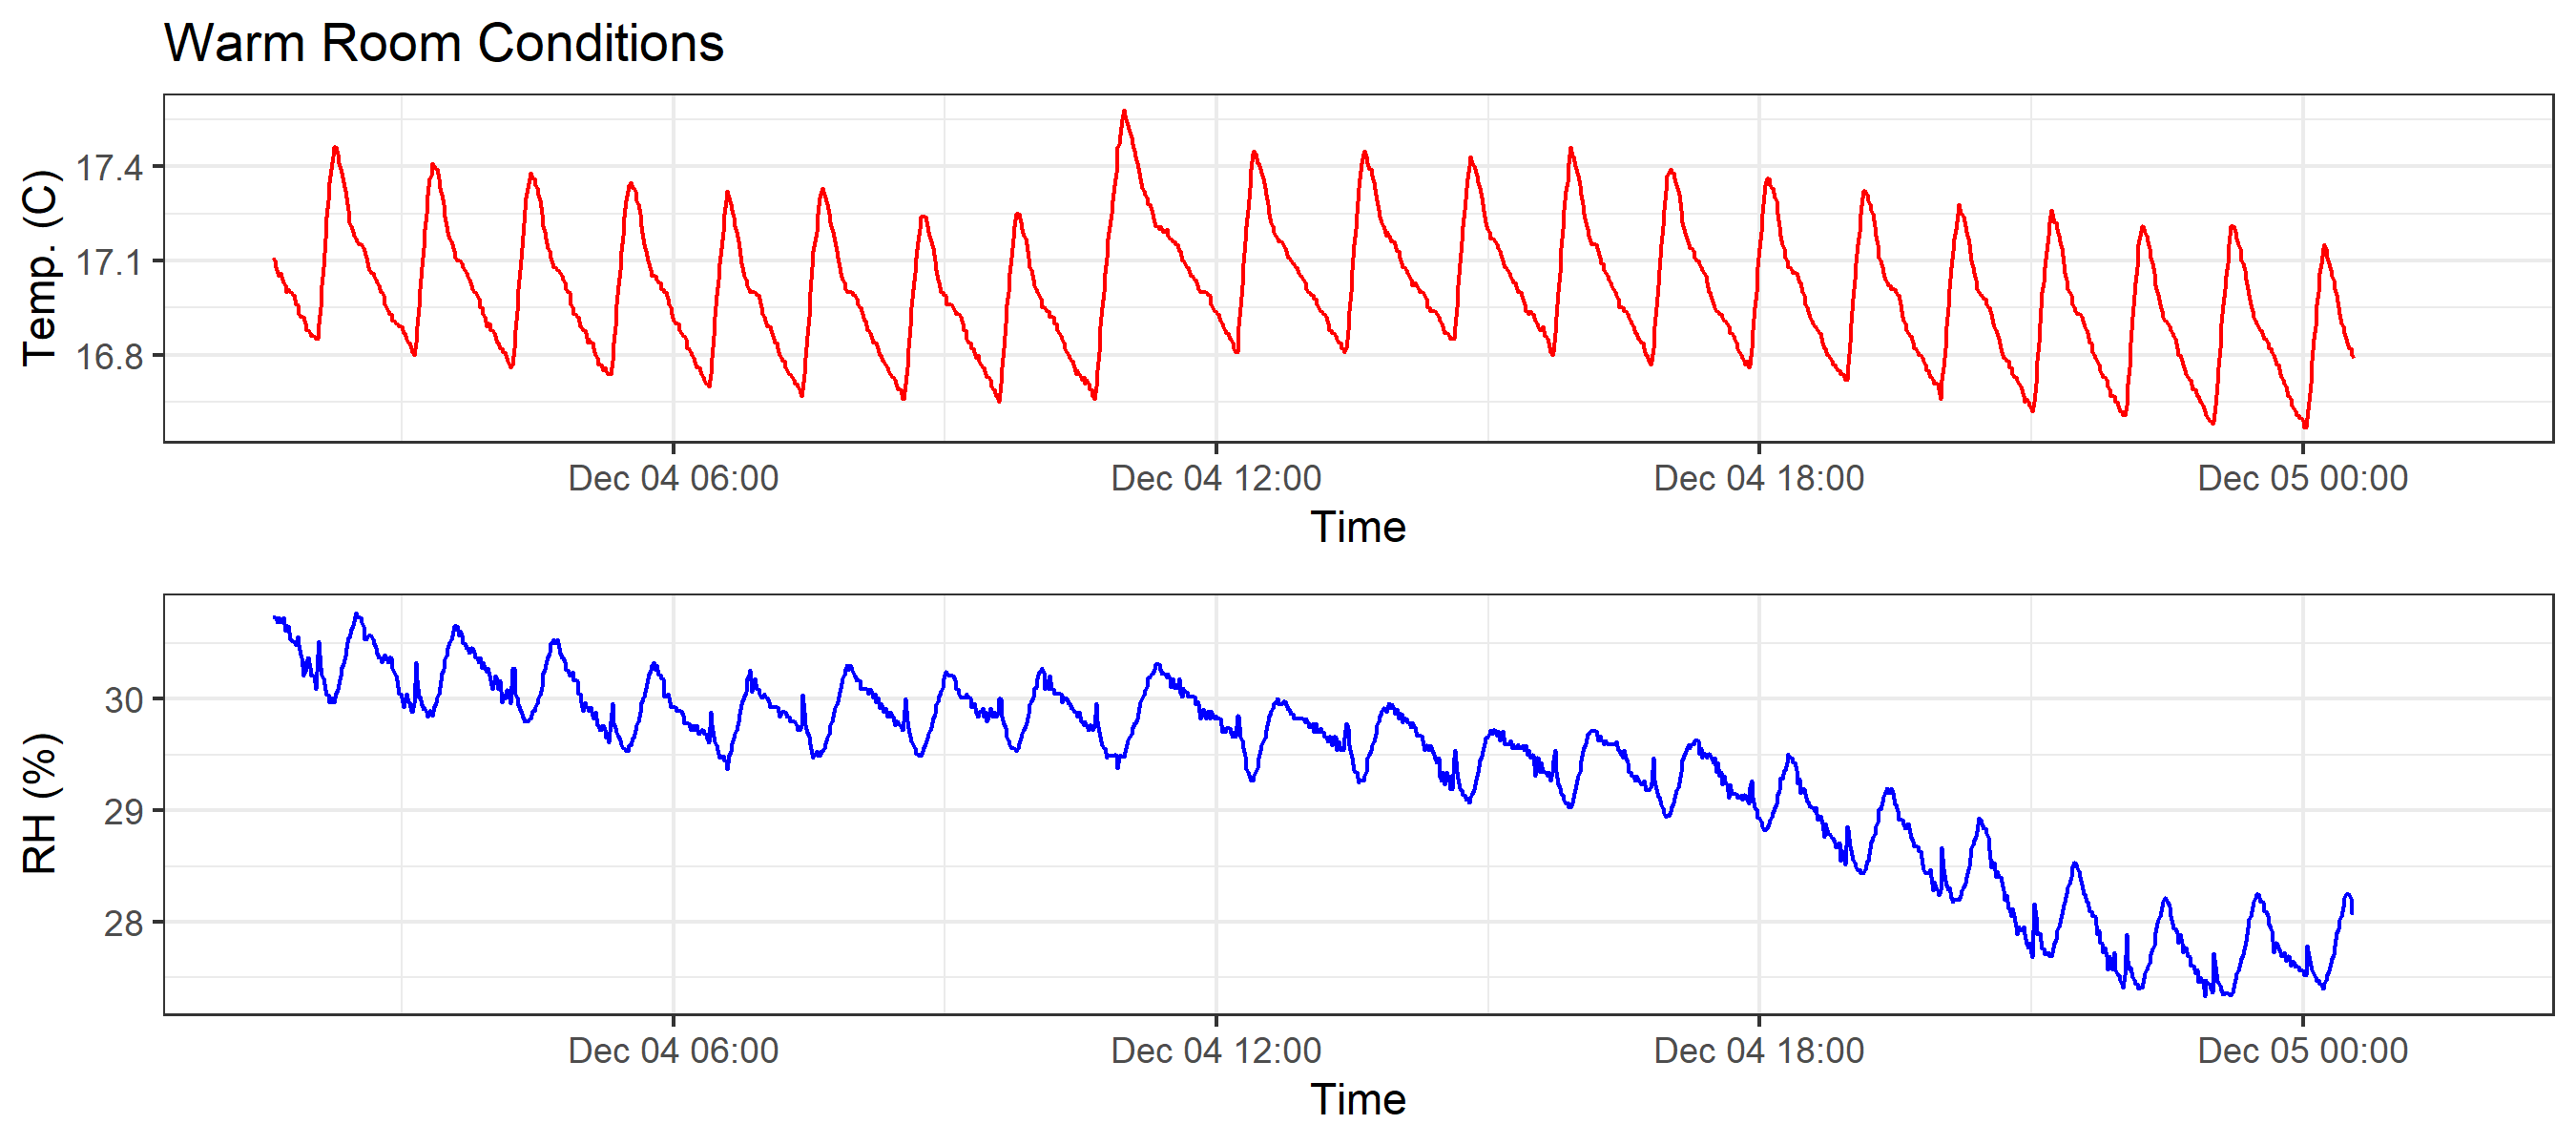 Warm Room Conditions
Temp. (C)
17.4
17.1
16.8
Dec 04 06:00 Dec 04 12:00 Dec 04 18:00 Dec 05 00:00
Time
RH (%)
30
29
28
Dec 04 06:00 Dec 04 12:00 Dec 04 18:00 Dec 05 00:00
Time